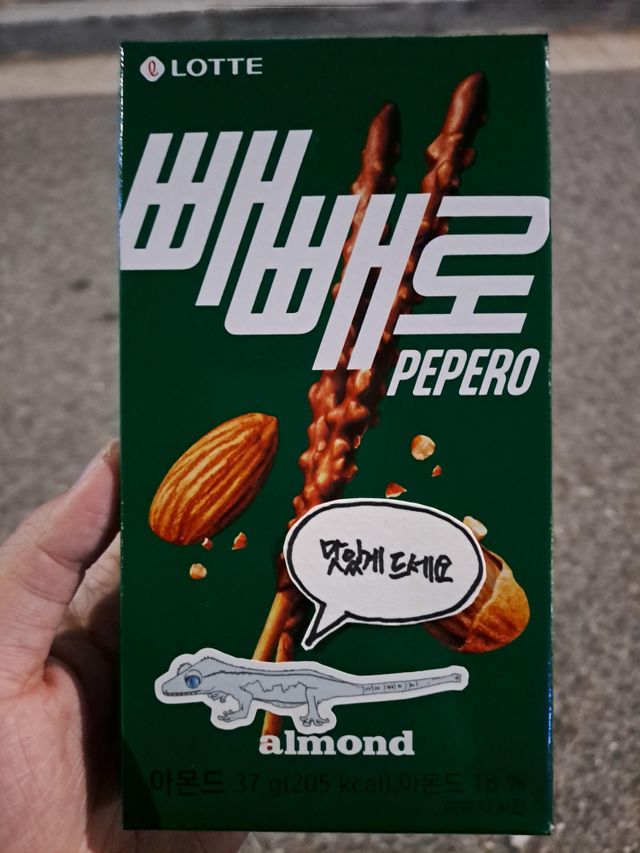 LOTTE
빼빼로
PEPERO
맛있게 드세요
almond
아몬드 37 g(205 kcal),아몬드 18 %